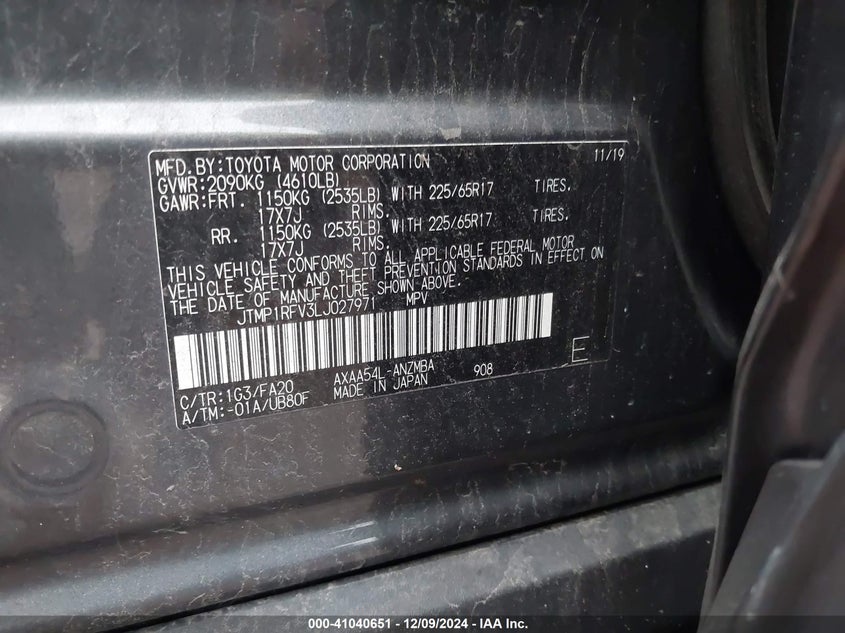 MFD.BY:TOYOTA MOTOR CORPORATION 11/19
GVWR:2090KG (4610LB)
GAWR:FRT. 1150KG (2535LB) WITH 225/65R17 TIRES.
17X7J RIMS.
RR. 1150KG (2535LB) WITH 225/65R17 TIRES.
17X7J RIMS.
THIS VEHICLE CONFORMS TO ALL APPLICABLE FEDERAL MOTOR
VEHICLE SAFETY AND THEFT PREVENTION STANDARDS IN EFFECT ON
THE DATE OF MANUFACTURE SHOWN ABOVE.
JTMP1RFV3LJ027971 MPV
E
C/TR:1G3/FA20 AXAA54L-ANZMBA 908
A/TM:-01A/UB80F MADE IN JAPAN
000-41040651 - 12/09/2024 - IAA Inc.